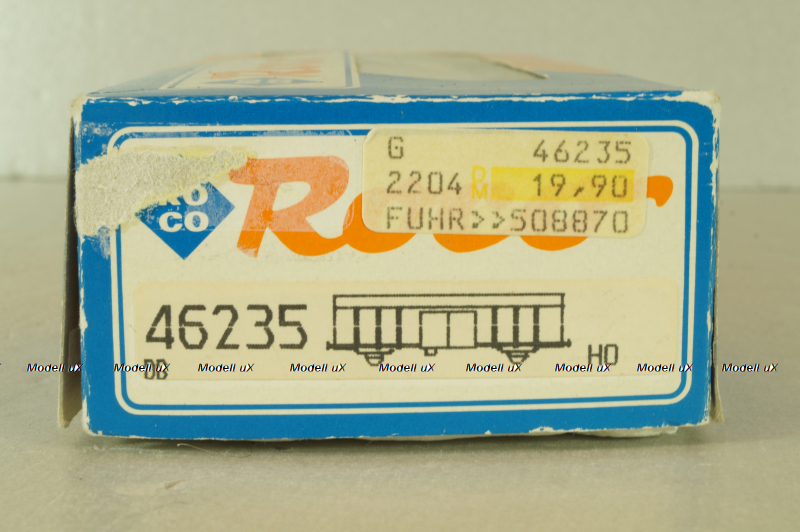 G 46235
2204 DM 19,90
FUHR>>508870
ROCO
Roco
46235
DB
H0
Modell uX Modell uX Modell uX Modell uX Modell uX Modell uX Modell uX Modell uX Modell uX